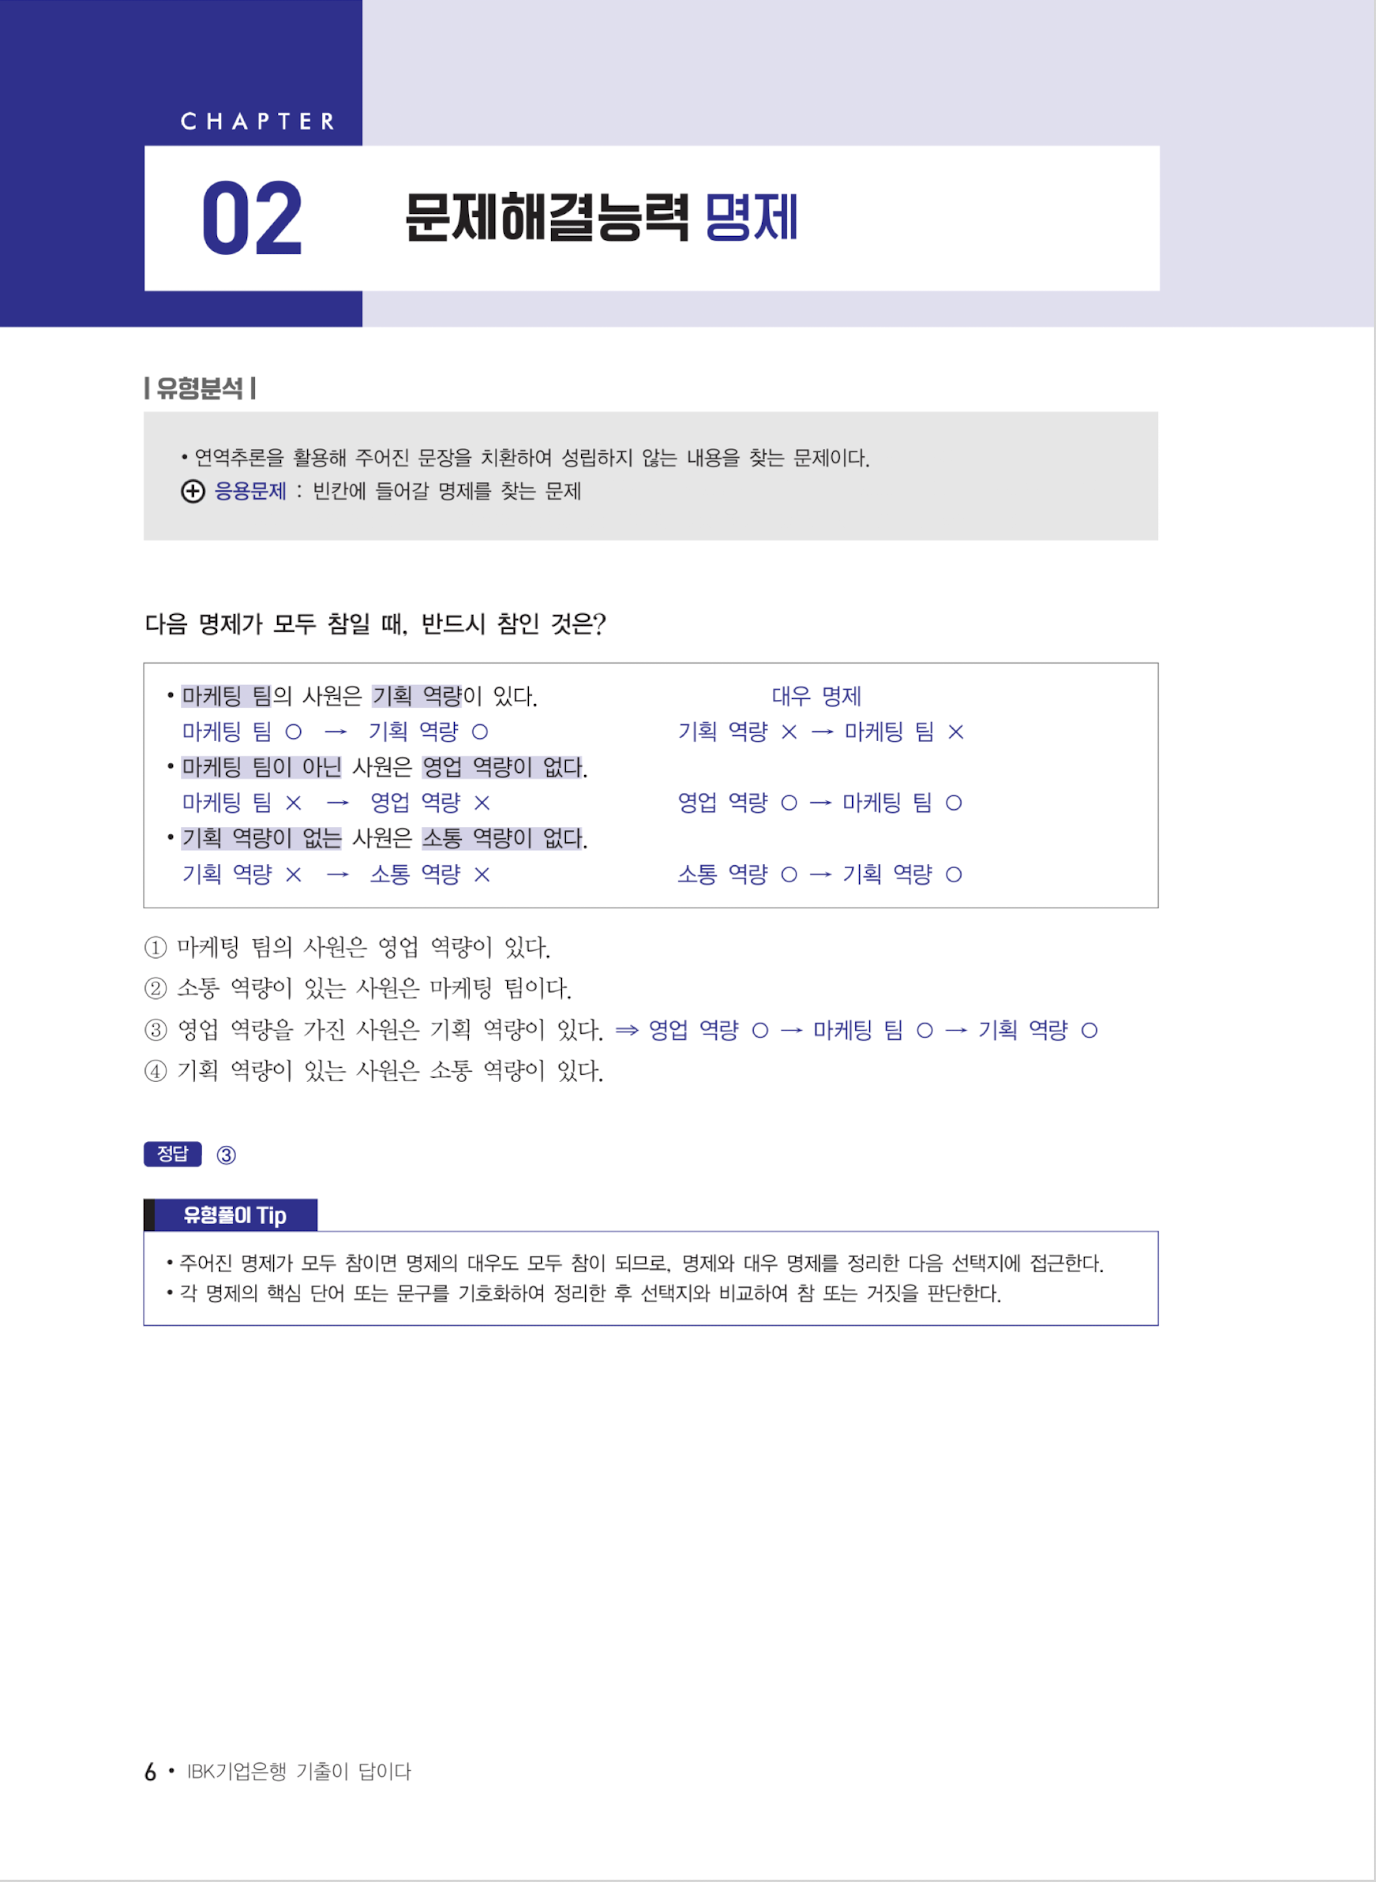 CHAPTER
02 문제해결능력 명제
| 유형분석 |
• 연역추론을 활용해 주어진 문장을 치환하여 성립하지 않는 내용을 찾는 문제이다.
⊕ 응용문제 : 빈칸에 들어갈 명제를 찾는 문제
다음 명제가 모두 참일 때, 반드시 참인 것은?
• 마케팅 팀의 사원은 기획 역량이 있다. 대우 명제
마케팅 팀 ○ → 기획 역량 ○ 기획 역량 × → 마케팅 팀 ×
• 마케팅 팀이 아닌 사원은 영업 역량이 없다.
마케팅 팀 × → 영업 역량 × 영업 역량 ○ → 마케팅 팀 ○
• 기획 역량이 없는 사원은 소통 역량이 없다.
기획 역량 × → 소통 역량 × 소통 역량 ○ → 기획 역량 ○
① 마케팅 팀의 사원은 영업 역량이 있다.
② 소통 역량이 있는 사원은 마케팅 팀이다.
③ 영업 역량을 가진 사원은 기획 역량이 있다. ⇒ 영업 역량 ○ → 마케팅 팀 ○ → 기획 역량 ○
④ 기획 역량이 있는 사원은 소통 역량이 있다.
정답 ③
유형풀이 Tip
• 주어진 명제가 모두 참이면 명제의 대우도 모두 참이 되므로, 명제와 대우 명제를 정리한 다음 선택지에 접근한다.
• 각 명제의 핵심 단어 또는 문구를 기호화하여 정리한 후 선택지와 비교하여 참 또는 거짓을 판단한다.
6 • IBK기업은행 기출이 답이다